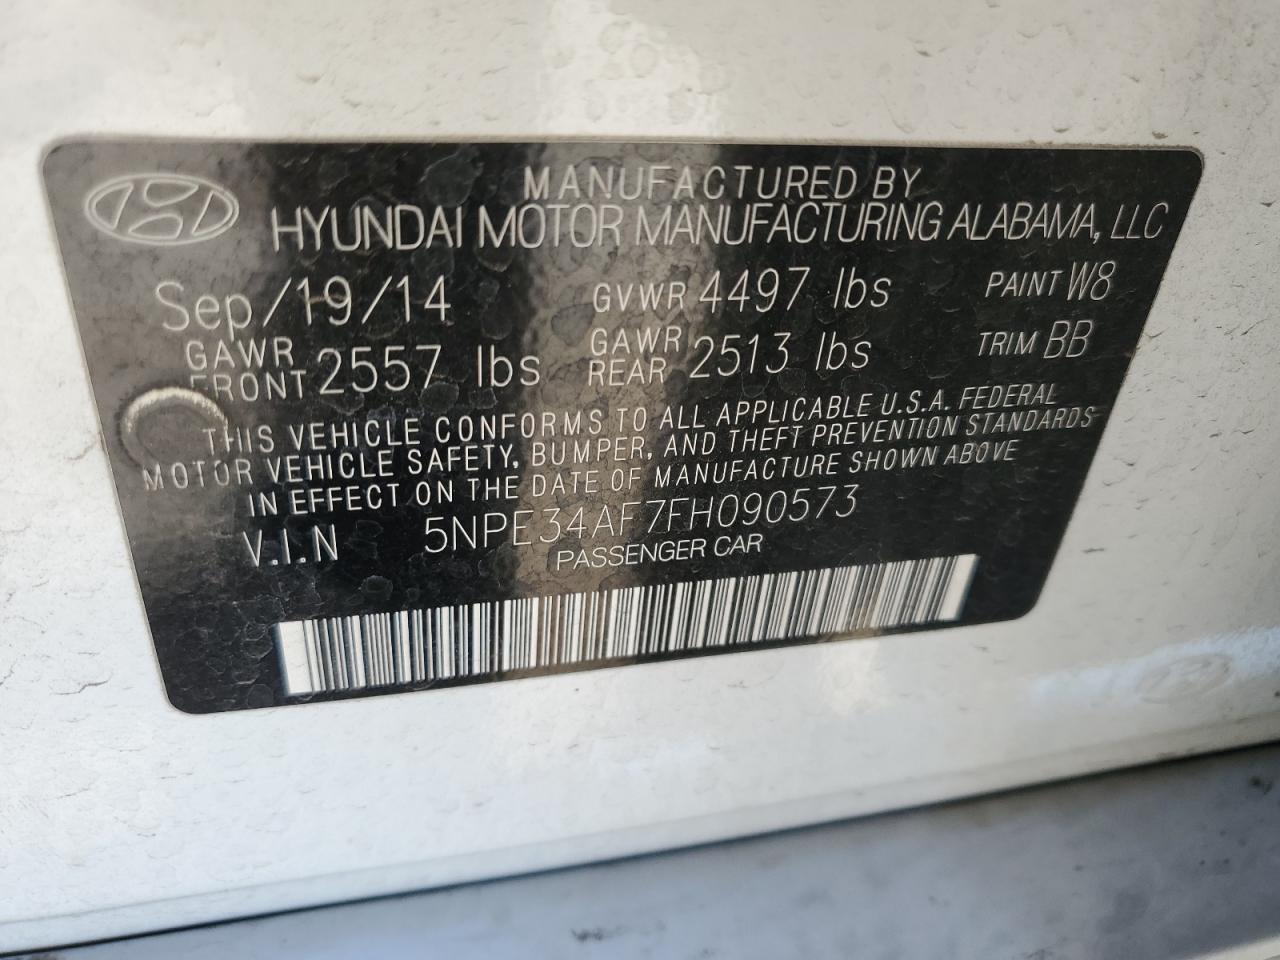 MANUFACTURED BY
HYUNDAI MOTOR MANUFACTURING ALABAMA, LLC
Sep/19/14 GVWR 4497 lbs PAINT W8
GAWR FRONT 2557 lbs GAWR REAR 2513 lbs TRIM BB
THIS VEHICLE CONFORMS TO ALL APPLICABLE U.S.A. FEDERAL
MOTOR VEHICLE SAFETY, BUMPER, AND THEFT PREVENTION STANDARDS
IN EFFECT ON THE DATE OF MANUFACTURE SHOWN ABOVE
V.I.N 5NPE34AF7FH090573
PASSENGER CAR